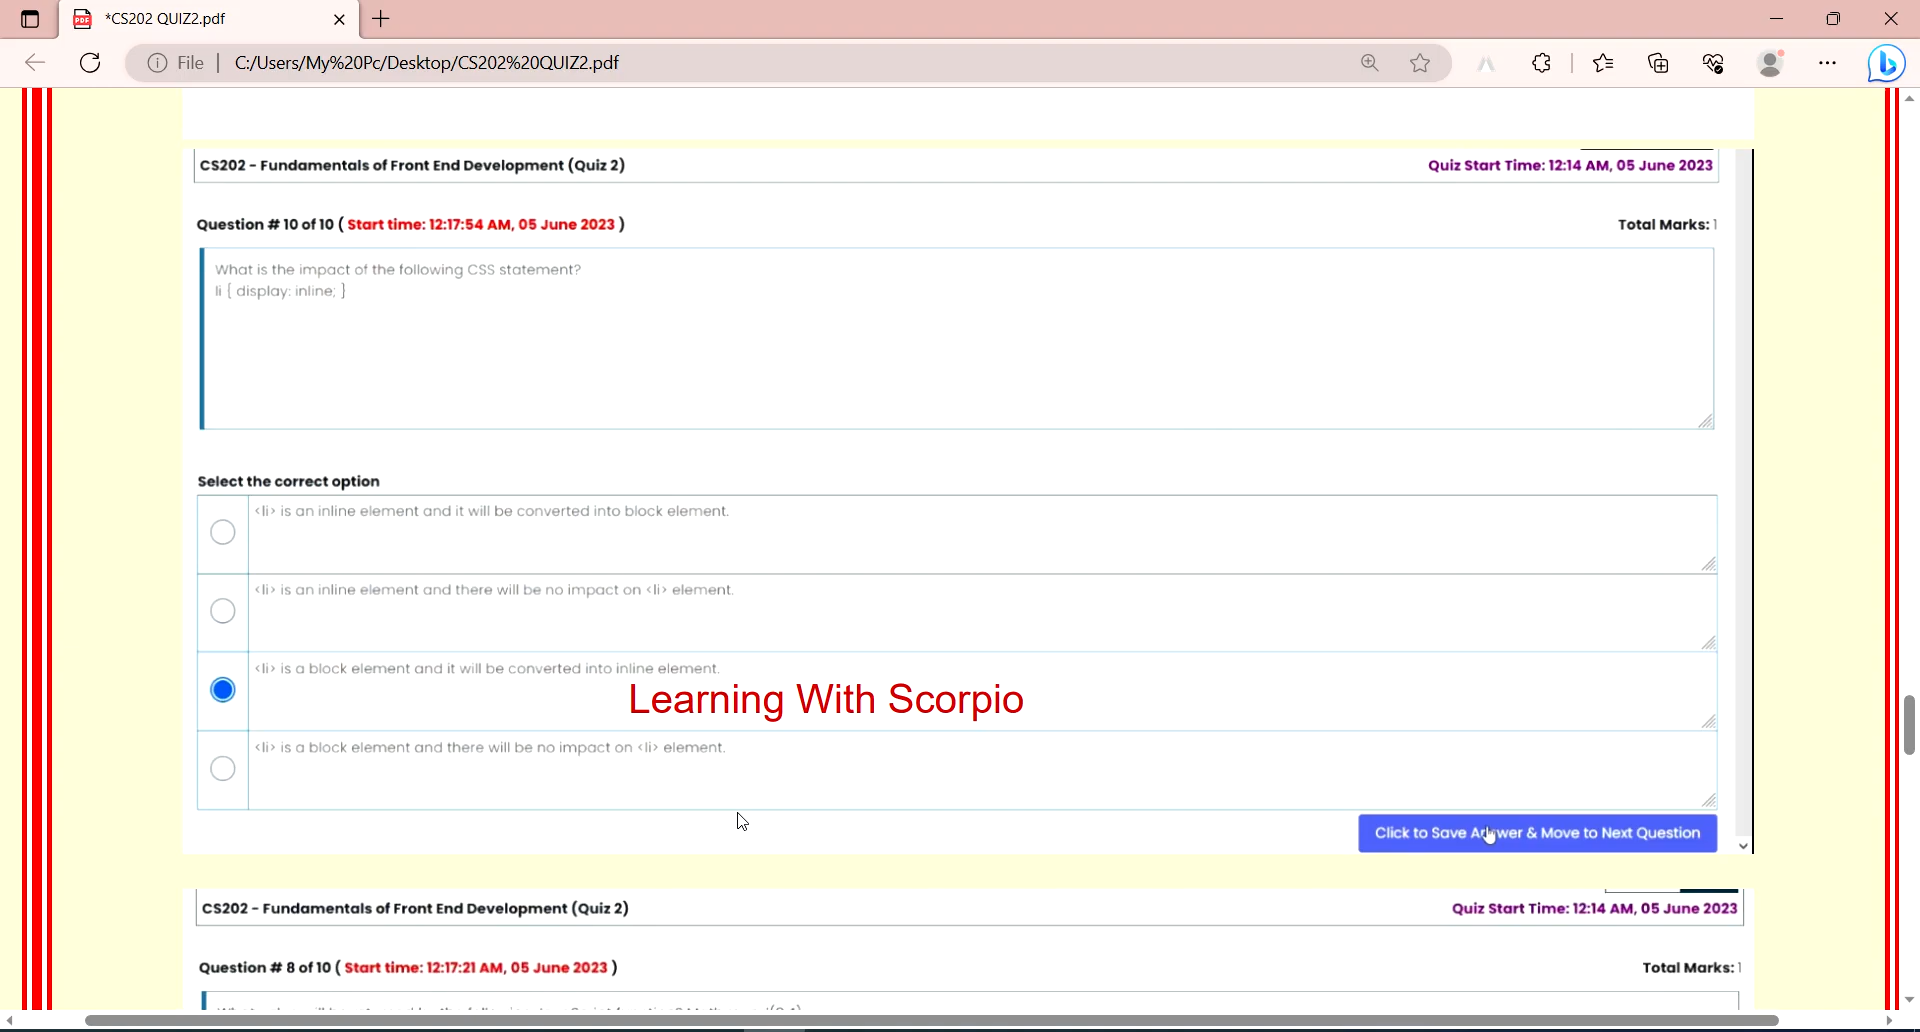 *CS202 QUIZ2.pdf
File
C:/Users/My%20Pc/Desktop/CS202%20QUIZ2.pdf
CS202 - Fundamentals of Front End Development (Quiz 2)
Quiz Start Time: 12:14 AM, 05 June 2023
Question # 10 of 10 ( Start time: 12:17:54 AM, 05 June 2023 )
Total Marks: 1
What is the impact of the following CSS statement?
li { display: inline; }
Select the correct option
<li> is an inline element and it will be converted into block element.
<li> is an inline element and there will be no impact on <li> element.
<li> is a block element and it will be converted into inline element.
Learning With Scorpio
<li> is a block element and there will be no impact on <li> element.
Click to Save Answer & Move to Next Question
CS202 - Fundamentals of Front End Development (Quiz 2)
Quiz Start Time: 12:14 AM, 05 June 2023
Question # 8 of 10 ( Start time: 12:17:21 AM, 05 June 2023 )
Total Marks: 1